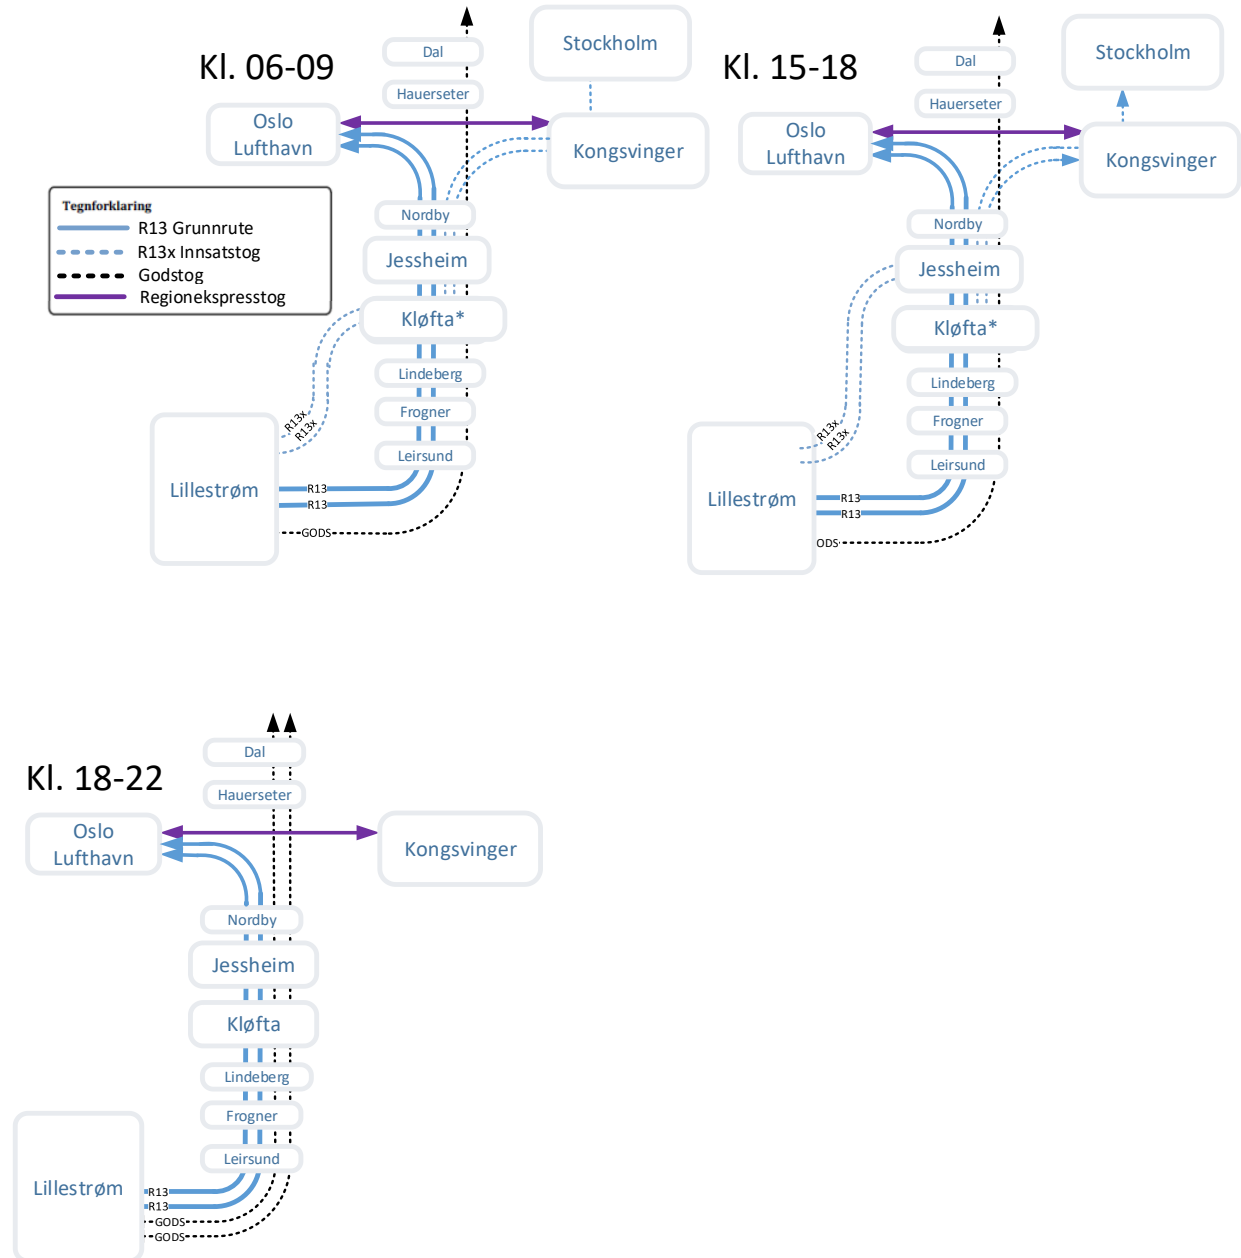 Kl. 06-09
Dal
Stockholm
Hauerseter
Oslo
Lufthavn
Kongsvinger
Tegnforklaring
R13 Grunnrute
R13x Innsatstog
Godstog
Regionekspresstog
Nordby
Jessheim
Kløfta*
Lindeberg
Frogner
Leirsund
R13x
R13x
Lillestrøm
R13
R13
GODS
Kl. 15-18
Dal
Stockholm
Hauerseter
Oslo
Lufthavn
Kongsvinger
Nordby
Jessheim
Kløfta*
Lindeberg
Frogner
Leirsund
R13x
R13x
Lillestrøm
R13
R13
ODS
Kl. 18-22
Dal
Hauerseter
Oslo
Lufthavn
Kongsvinger
Nordby
Jessheim
Kløfta
Lindeberg
Frogner
Leirsund
Lillestrøm
R13
R13
GODS
GODS